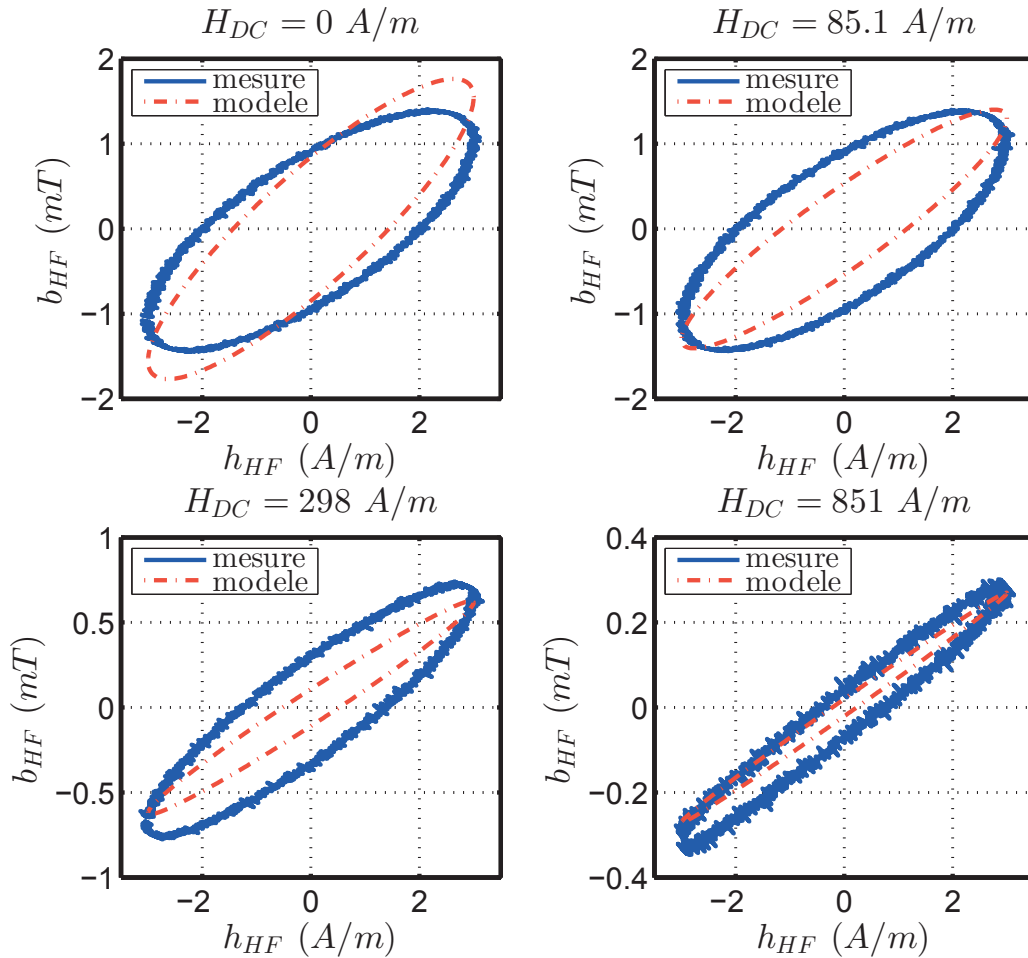 H_{DC} = 0 A/m
2
1
0
−1
−2
b_{HF} (mT)
mesure
modele
−2 0 2
h_{HF} (A/m)
H_{DC} = 85.1 A/m
2
1
0
−1
−2
b_{HF} (mT)
mesure
modele
−2 0 2
h_{HF} (A/m)
H_{DC} = 298 A/m
1
0.5
0
−0.5
−1
b_{HF} (mT)
mesure
modele
−2 0 2
h_{HF} (A/m)
H_{DC} = 851 A/m
0.4
0.2
0
−0.2
−0.4
b_{HF} (mT)
mesure
modele
−2 0 2
h_{HF} (A/m)